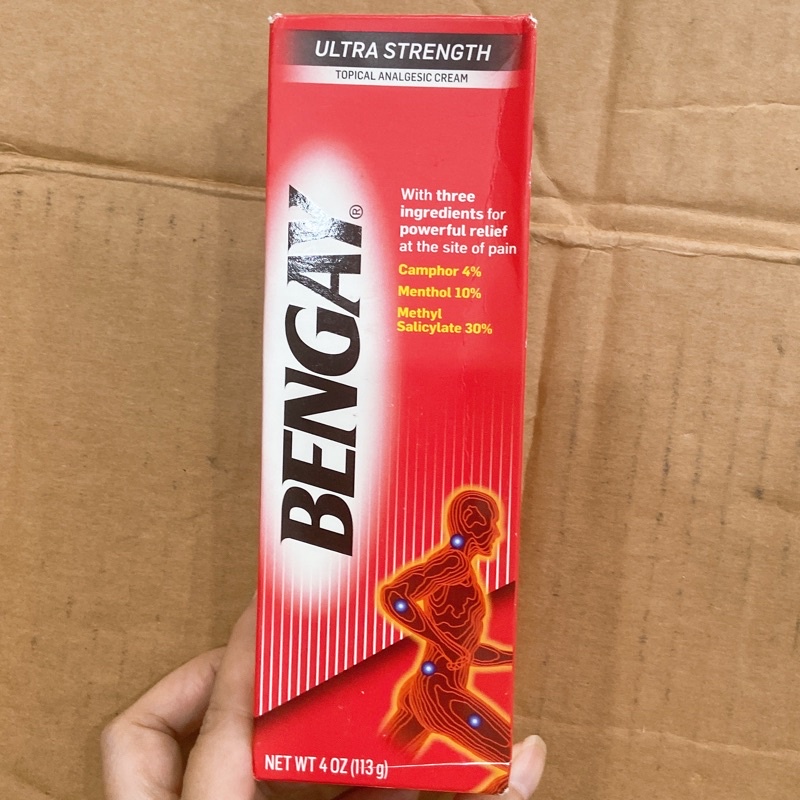 ULTRA STRENGTH
TOPICAL ANALGESIC CREAM
BENGAY®
With three
ingredients for
powerful relief
at the site of pain
Camphor 4%
Menthol 10%
Methyl
Salicylate 30%
NET WT 4 OZ (113 g)